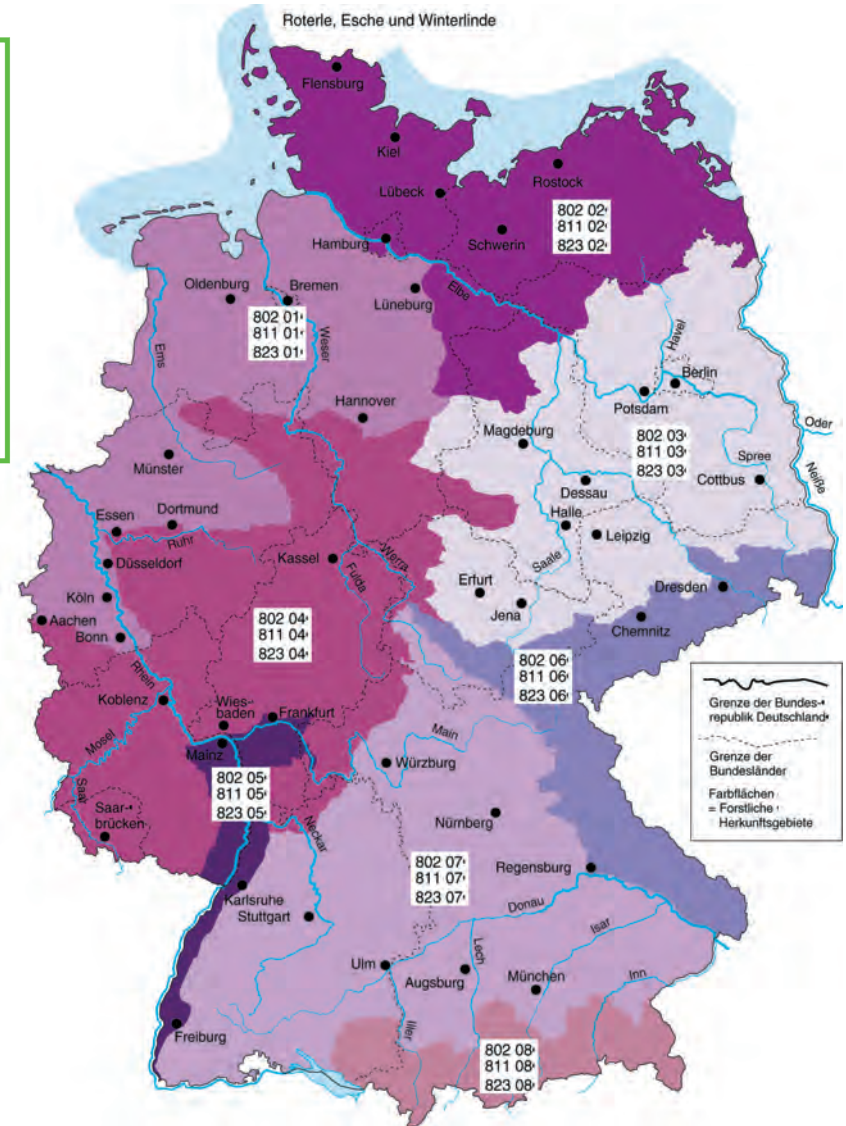 Roterle, Esche und Winterlinde
Flensburg
Kiel
Rostock
Lübeck
802 02
811 02
823 02
Schwerin
Hamburg
Elbe
Oldenburg
Bremen
Lüneburg
802 01
811 01
823 01
Ems
Weser
Havel
Berlin
Potsdam
Hannover
Magdeburg
802 03
811 03
823 03
Oder
Neiße
Spree
Cottbus
Münster
Dessau
Halle
Leipzig
Saale
Essen
Dortmund
Ruhr
Düsseldorf
Kassel
Fulda
Werra
Erfurt
Jena
Dresden
Chemnitz
Köln
Aachen
Bonn
802 04
811 04
823 04
802 06
811 06
823 06
Rhein
Koblenz
Wies-
baden
Frankfurt
Mainz
Main
Würzburg
Mosel
Saar
Saar-
brücken
802 05
811 05
823 05
Neckar
Nürnberg
802 07
811 07
823 07
Regensburg
Karlsruhe
Stuttgart
Donau
Isar
Lech
Ulm
Augsburg
München
Inn
Iller
Freiburg
802 08
811 08
823 08
Grenze der Bundes-
republik Deutschland
Grenze der
Bundesländer
Farbflächen
= Forstliche
Herkunftsgebiete